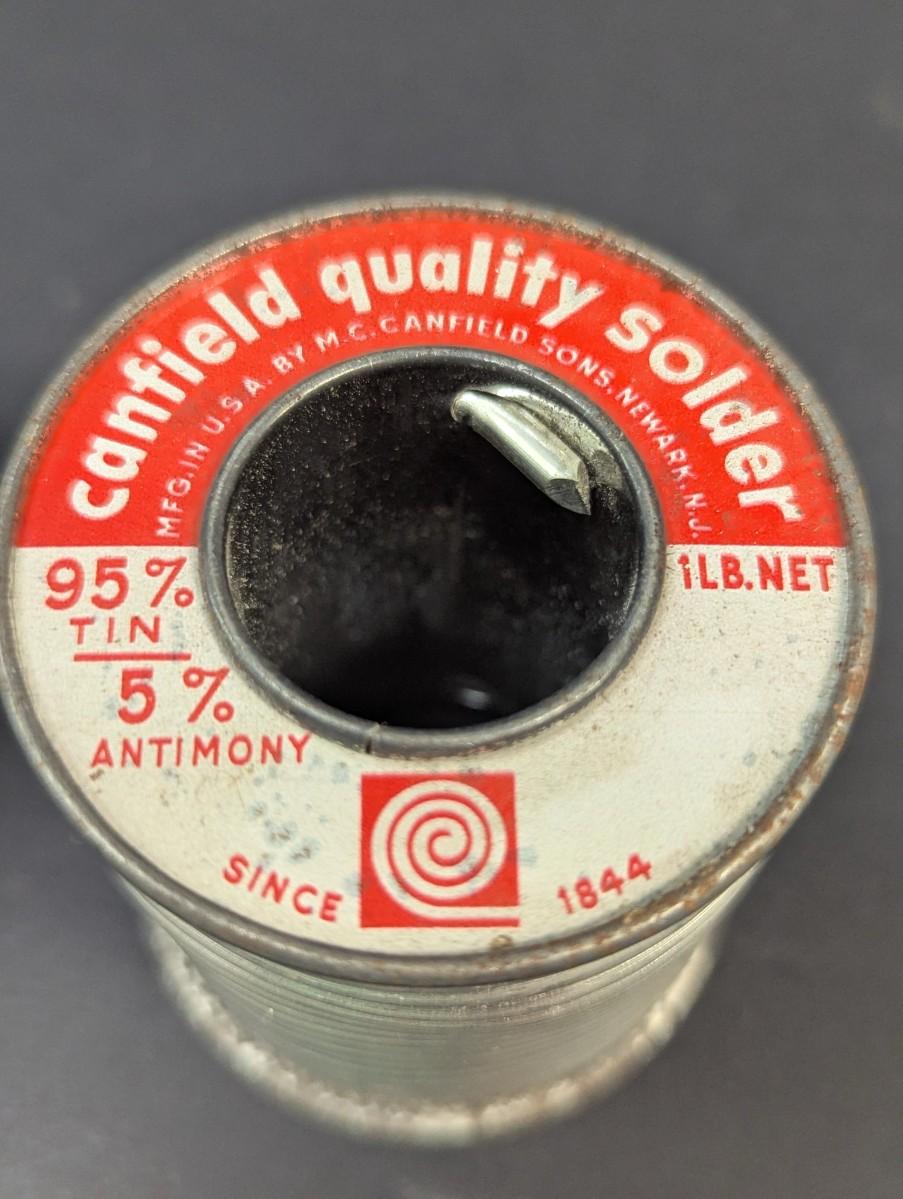 canfield quality solder
MFG.IN U.S.A. BY M.C.CANFIELD SONS,NEWARK,N.J.
95%
TIN
5%
ANTIMONY
1LB.NET
SINCE 1844